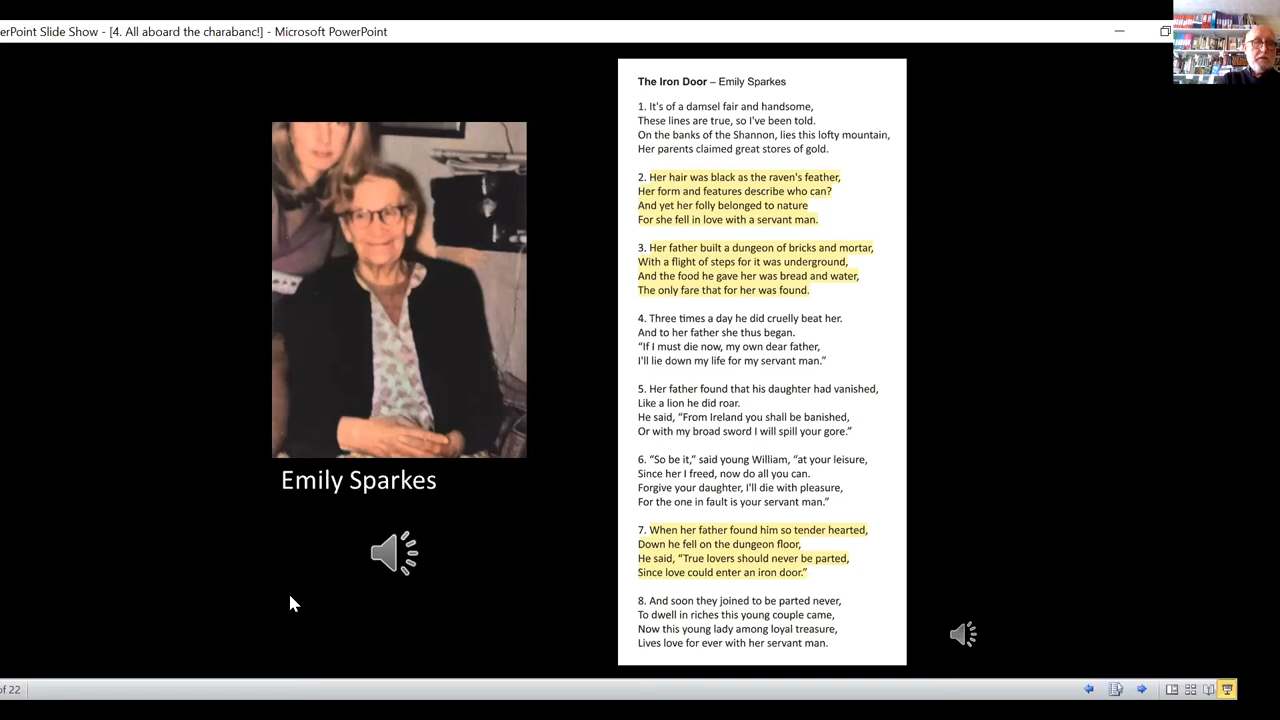 erPoint Slide Show - [4. All aboard the charabanc!] - Microsoft PowerPoint
The Iron Door – Emily Sparkes
1. It's of a damsel fair and handsome,
These lines are true, so I've been told.
On the banks of the Shannon, lies this lofty mountain,
Her parents claimed great stores of gold.
2. Her hair was black as the raven's feather,
Her form and features describe who can?
And yet her folly belonged to nature
For she fell in love with a servant man.
3. Her father built a dungeon of bricks and mortar,
With a flight of steps for it was underground,
And the food he gave her was bread and water,
The only fare that for her was found.
4. Three times a day he did cruelly beat her.
And to her father she thus began.
“If I must die now, my own dear father,
I'll lie down my life for my servant man.”
5. Her father found that his daughter had vanished,
Like a lion he did roar.
He said, “From Ireland you shall be banished,
Or with my broad sword I will spill your gore.”
6. “So be it,” said young William, “at your leisure,
Since her I freed, now do all you can.
Forgive your daughter, I'll die with pleasure,
For the one in fault is your servant man.”
7. When her father found him so tender hearted,
Down he fell on the dungeon floor,
He said, “True lovers should never be parted,
Since love could enter an iron door.”
8. And soon they joined to be parted never,
To dwell in riches this young couple came,
Now this young lady among loyal treasure,
Lives love for ever with her servant man.
Emily Sparkes
of 22